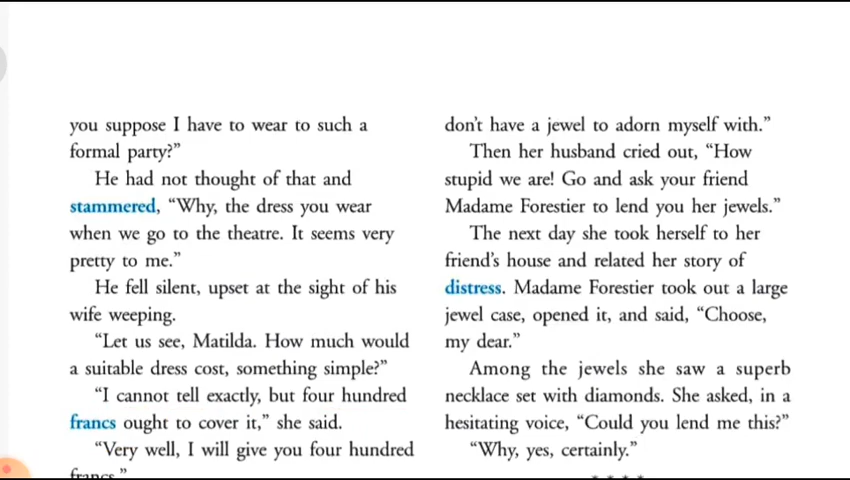 you suppose I have to wear to such a
formal party?”
He had not thought of that and
stammered, “Why, the dress you wear
when we go to the theatre. It seems very
pretty to me.”
He fell silent, upset at the sight of his
wife weeping.
“Let us see, Matilda. How much would
a suitable dress cost, something simple?”
“I cannot tell exactly, but four hundred
francs ought to cover it,” she said.
“Very well, I will give you four hundred
francs.”
don’t have a jewel to adorn myself with.”
Then her husband cried out, “How
stupid we are! Go and ask your friend
Madame Forestier to lend you her jewels.”
The next day she took herself to her
friend’s house and related her story of
distress. Madame Forestier took out a large
jewel case, opened it, and said, “Choose,
my dear.”
Among the jewels she saw a superb
necklace set with diamonds. She asked, in a
hesitating voice, “Could you lend me this?”
“Why, yes, certainly.”
* * * *